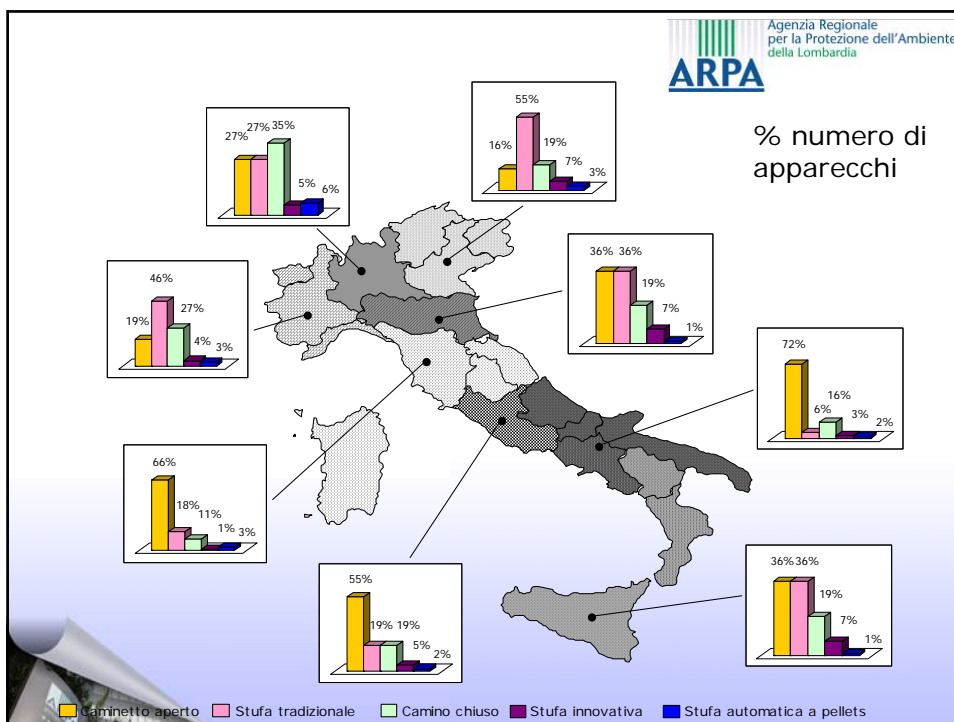 Agenzia Regionale
per la Protezione dell'Ambiente
della Lombardia
ARPA
% numero di
apparecchi
27% 27% 35% 5% 6%
16% 55% 19% 7% 3%
19% 46% 27% 4% 3%
36% 36% 19% 7% 1%
72% 6% 16% 3% 2%
66% 18% 11% 1% 3%
55% 19% 19% 5% 2%
36% 36% 19% 7% 1%
Caminetto aperto Stufa tradizionale Camino chiuso Stufa innovativa Stufa automatica a pellets